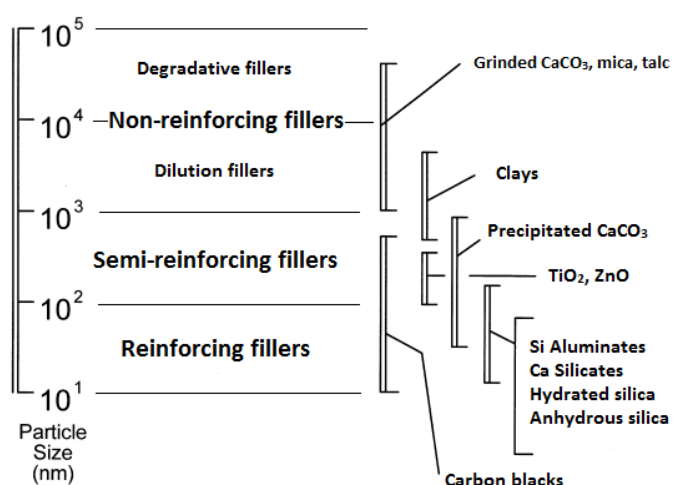 10⁵
Degradative fillers
Grinded CaCO₃, mica, talc
10⁴
Non-reinforcing fillers
Dilution fillers
Clays
10³
Precipitated CaCO₃
Semi-reinforcing fillers
TiO₂, ZnO
10²
Reinforcing fillers
Si Aluminates
Ca Silicates
Hydrated silica
Anhydrous silica
10¹
Particle
Size
(nm)
Carbon blacks